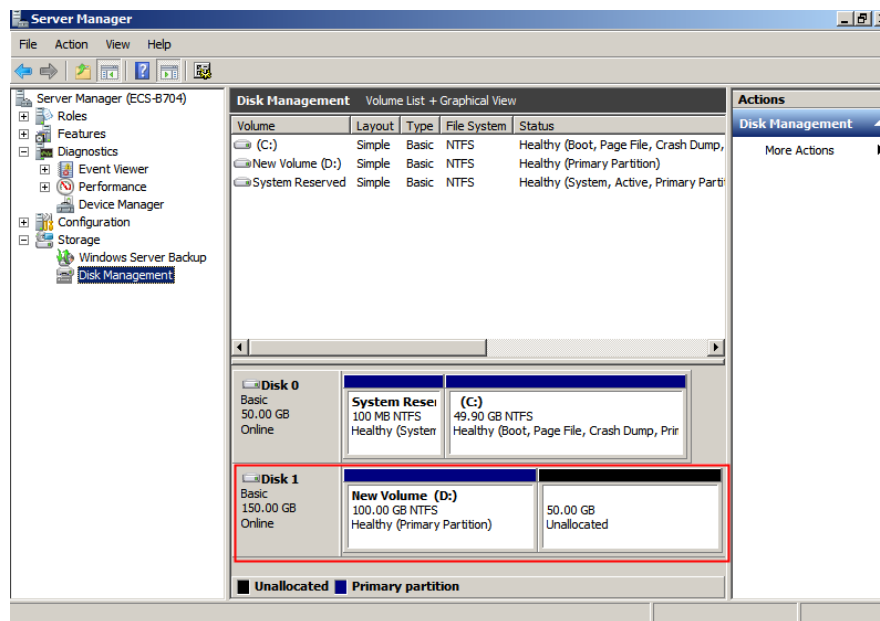 Server Manager
File Action View Help
Server Manager (ECS-B704)
Roles
Features
Diagnostics
Event Viewer
Performance
Device Manager
Configuration
Storage
Windows Server Backup
Disk Management
Disk Management Volume List + Graphical View
Volume Layout Type File System Status
(C:) Simple Basic NTFS Healthy (Boot, Page File, Crash Dump,
New Volume (D:) Simple Basic NTFS Healthy (Primary Partition)
System Reserved Simple Basic NTFS Healthy (System, Active, Primary Parti
Disk 0
Basic
50.00 GB
Online
System Reser
100 MB NTFS
Healthy (System
(C:)
49.90 GB NTFS
Healthy (Boot, Page File, Crash Dump, Prir
Disk 1
Basic
150.00 GB
Online
New Volume (D:)
100.00 GB NTFS
Healthy (Primary Partition)
50.00 GB
Unallocated
Unallocated Primary partition
Actions
Disk Management
More Actions